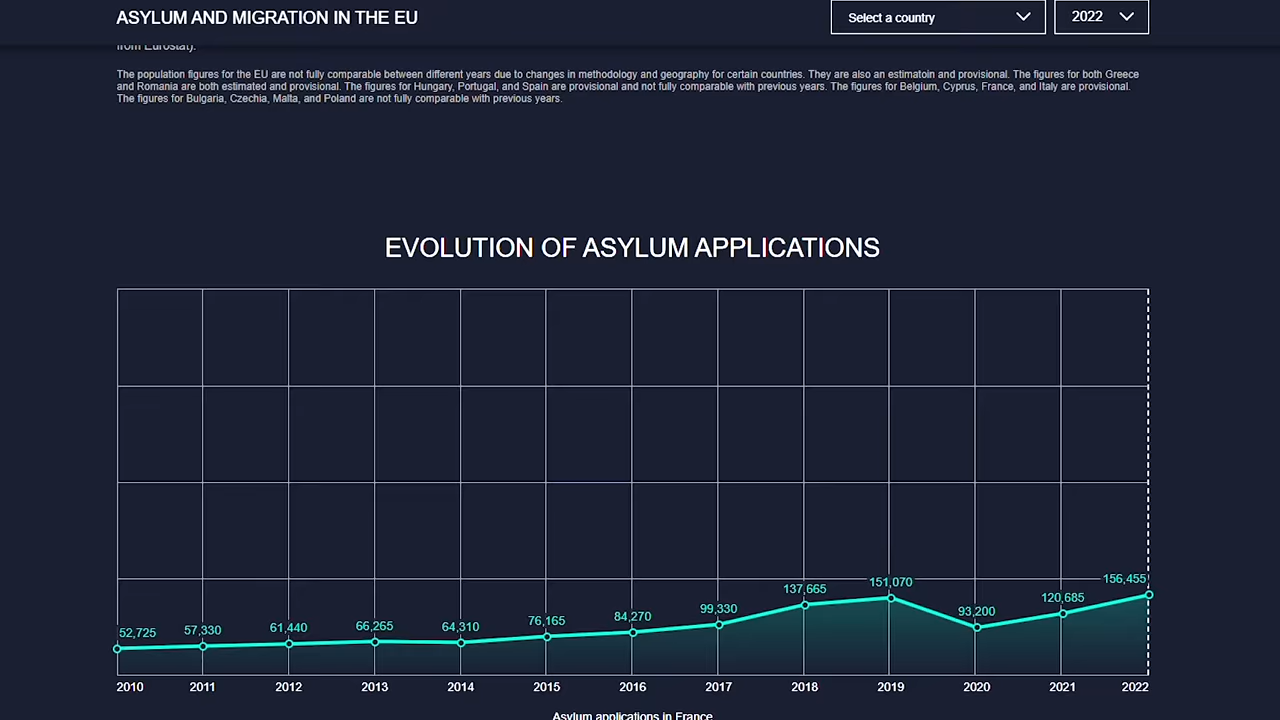 ASYLUM AND MIGRATION IN THE EU
Select a country
2022
from Eurostat).
The population figures for the EU are not fully comparable between different years due to changes in methodology and geography for certain countries. They are also an estimatoin and provisional. The figures for both Greece
and Romania are both estimated and provisional. The figures for Hungary, Portugal, and Spain are provisional and not fully comparable with previous years. The figures for Belgium, Cyprus, France, and Italy are provisional.
The figures for Bulgaria, Czechia, Malta, and Poland are not fully comparable with previous years.
EVOLUTION OF ASYLUM APPLICATIONS
52,725 57,330 61,440 66,265 64,310 76,165 84,270 99,330 137,665 151,070 93,200 120,685 156,455
2010 2011 2012 2013 2014 2015 2016 2017 2018 2019 2020 2021 2022
Asylum applications in France